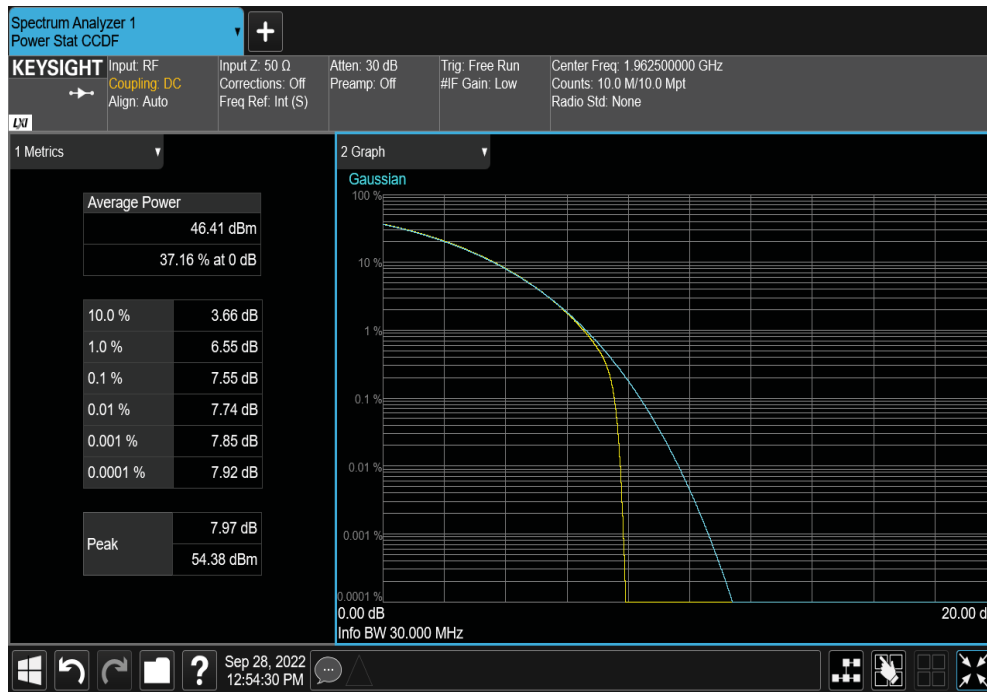 Spectrum Analyzer 1
Power Stat CCDF
+
KEYSIGHT
LXI
Input: RF
Coupling: DC
Align: Auto
Input Z: 50 Ω
Corrections: Off
Freq Ref: Int (S)
Atten: 30 dB
Preamp: Off
Trig: Free Run
#IF Gain: Low
Center Freq: 1.962500000 GHz
Counts: 10.0 M/10.0 Mpt
Radio Std: None
1 Metrics
Average Power
46.41 dBm
37.16 % at 0 dB
10.0 % 3.66 dB
1.0 % 6.55 dB
0.1 % 7.55 dB
0.01 % 7.74 dB
0.001 % 7.85 dB
0.0001 % 7.92 dB
Peak
7.97 dB
54.38 dBm
2 Graph
Gaussian
100 %
10 %
1 %
0.1 %
0.01 %
0.001 %
0.0001 %
0.00 dB
20.00 d
Info BW 30.000 MHz
?
Sep 28, 2022
12:54:30 PM